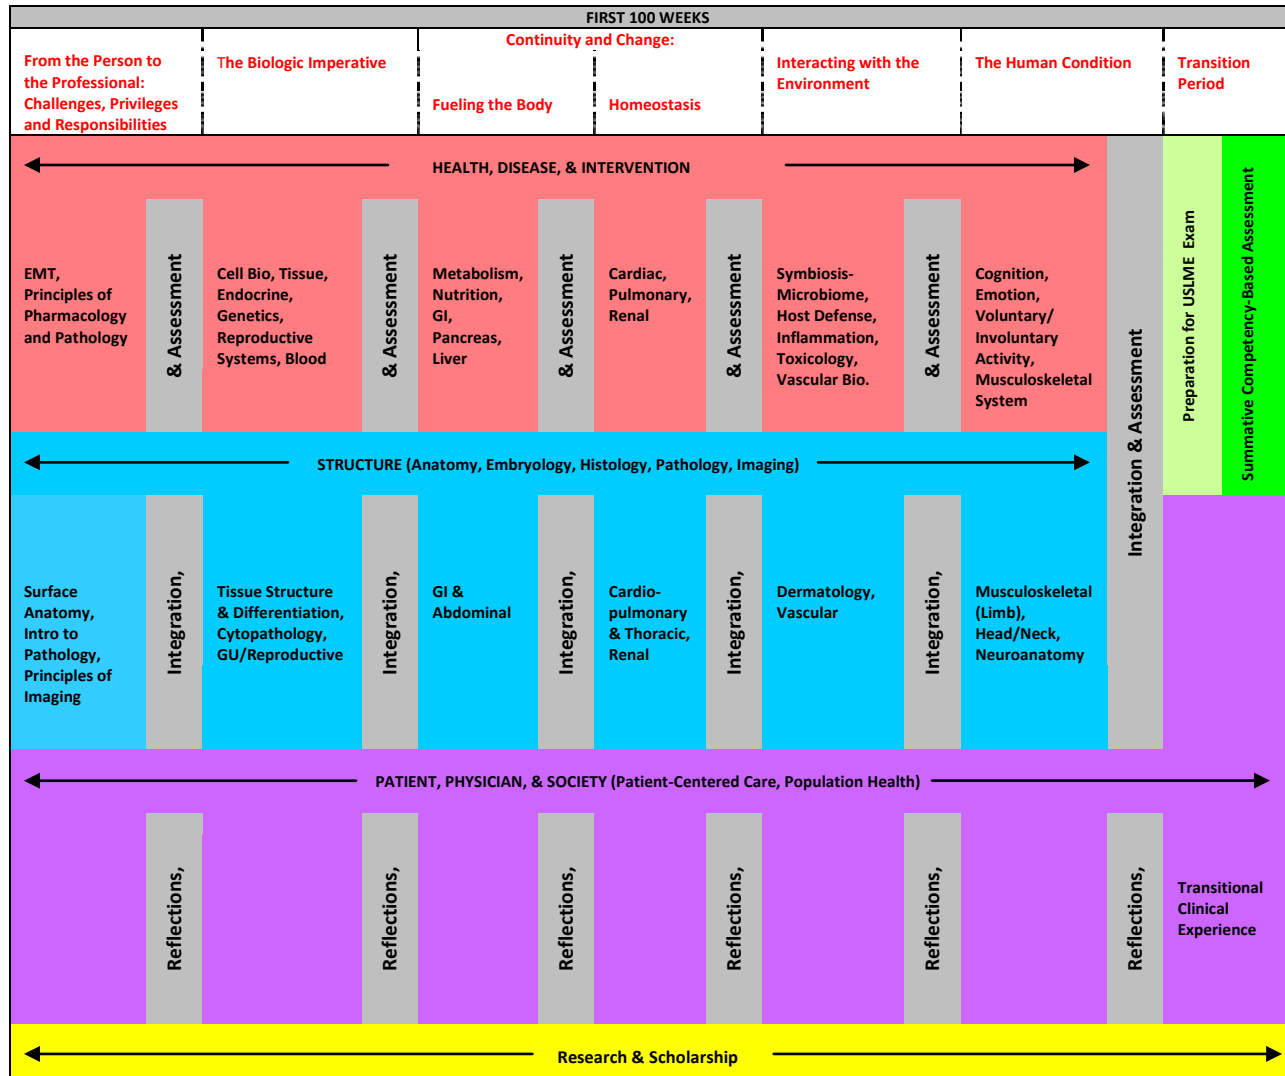 FIRST 100 WEEKS
From the Person to
the Professional:
Challenges, Privileges
and Responsibilities
The Biologic Imperative
Continuity and Change:
Fueling the Body
Homeostasis
Interacting with the
Environment
The Human Condition
Transition
Period
HEALTH, DISEASE, & INTERVENTION
EMT,
Principles of
Pharmacology
and Pathology
& Assessment
Cell Bio, Tissue,
Endocrine,
Genetics,
Reproductive
Systems, Blood
& Assessment
Metabolism,
Nutrition,
GI,
Pancreas,
Liver
& Assessment
Cardiac,
Pulmonary,
Renal
& Assessment
Symbiosis-
Microbiome,
Host Defense,
Inflammation,
Toxicology,
Vascular Bio.
& Assessment
Cognition,
Emotion,
Voluntary/
Involuntary
Activity,
Musculoskeletal
System
Integration & Assessment
Preparation for USLME Exam
Summative Competency-Based Assessment
STRUCTURE (Anatomy, Embryology, Histology, Pathology, Imaging)
Surface
Anatomy,
Intro to
Pathology,
Principles of
Imaging
Integration,
Tissue Structure
& Differentiation,
Cytopathology,
GU/Reproductive
Integration,
GI &
Abdominal
Integration,
Cardio-
pulmonary
& Thoracic,
Renal
Integration,
Dermatology,
Vascular
Integration,
Musculoskeletal
(Limb),
Head/Neck,
Neuroanatomy
PATIENT, PHYSICIAN, & SOCIETY (Patient-Centered Care, Population Health)
Reflections,
Reflections,
Reflections,
Reflections,
Reflections,
Reflections,
Transitional
Clinical
Experience
Research & Scholarship